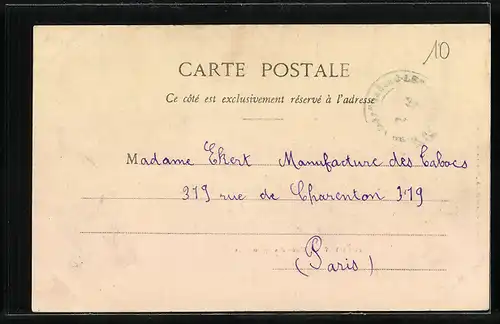 10
CARTE POSTALE
Ce côté est exclusivement réservé à l'adresse
Madame Ekert Manufacture des Tabacs
319 rue de Charenton 319
(Paris)